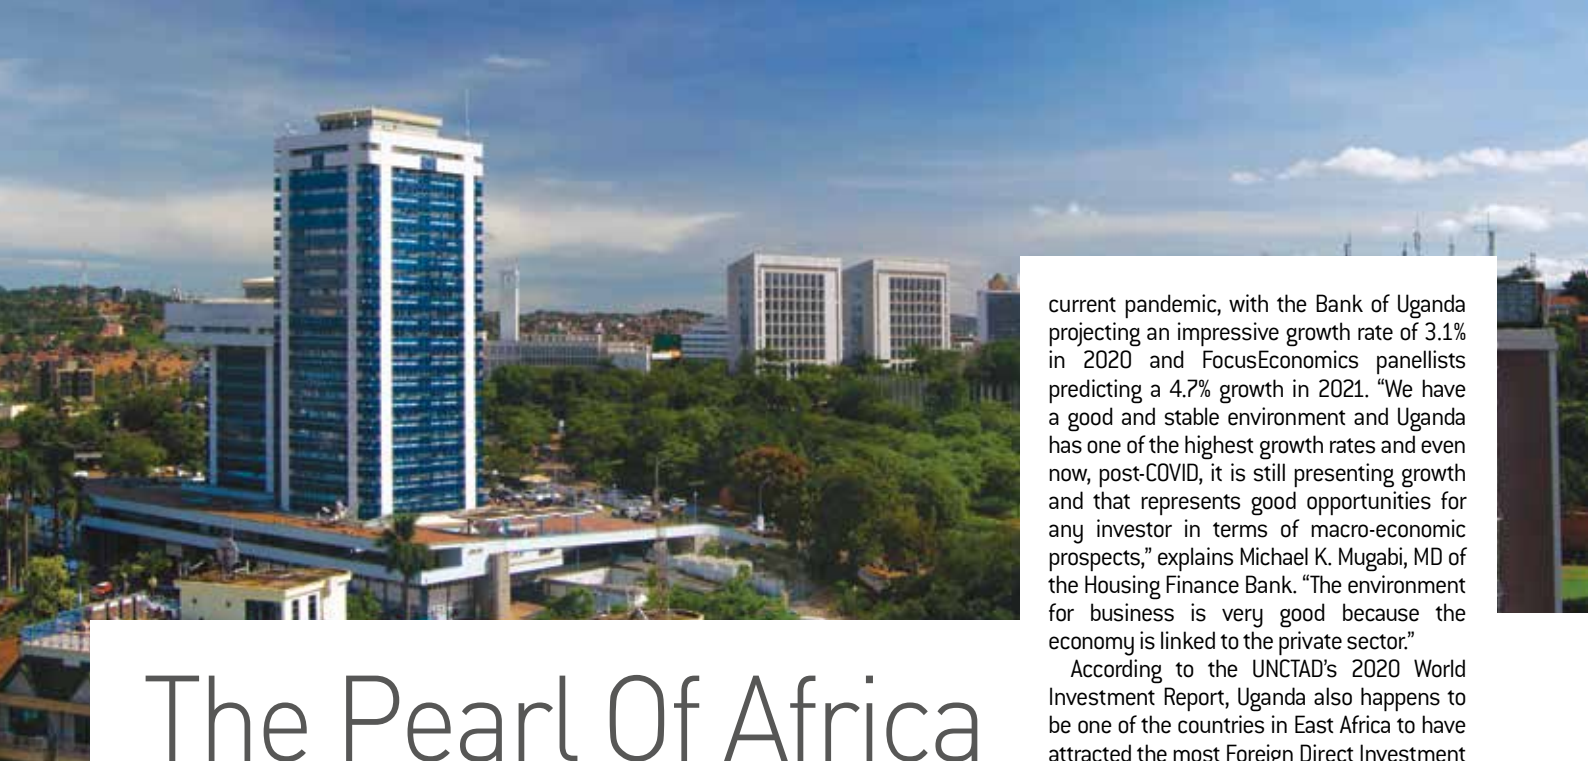 The Pearl Of Africa
current pandemic, with the Bank of Uganda
projecting an impressive growth rate of 3.1%
in 2020 and FocusEconomics panellists
predicting a 4.7% growth in 2021. “We have
a good and stable environment and Uganda
has one of the highest growth rates and even
now, post-COVID, it is still presenting growth
and that represents good opportunities for
any investor in terms of macro-economic
prospects,” explains Michael K. Mugabi, MD of
the Housing Finance Bank. “The environment
for business is very good because the
economy is linked to the private sector.”
According to the UNCTAD’s 2020 World
Investment Report, Uganda also happens to
be one of the countries in East Africa to have
attracted the most Foreign Direct Investment